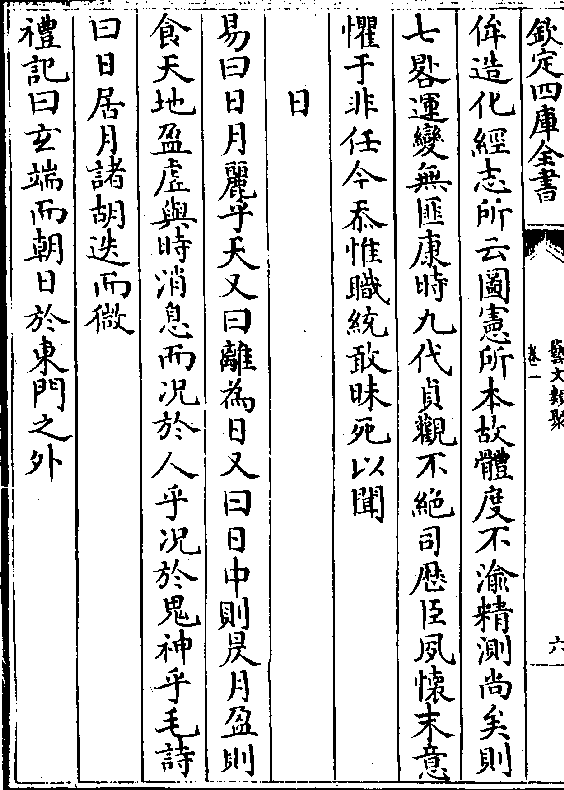 欽定四庫全書
藝文類聚
卷一
六
侔造化經志所云圖憲所本故體度不渝精測尚矣則
七畧運變無匪康時九代貞觀不絕司歴臣夙懷末意
懼于非任今忝惟職統敢昧死以聞
日
易曰日月麗乎天又曰離為日又曰日中則昃月盈則
食天地盈虛與時消息而況於人乎況於鬼神乎毛詩
曰日居月諸胡迭而微
禮記曰玄端而朝日於東門之外